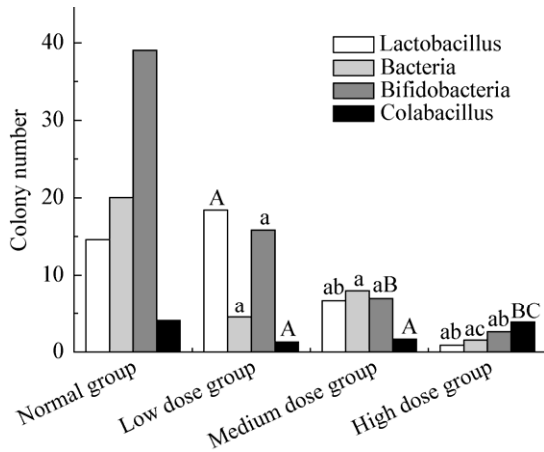 40
30
20
10
0
Colony number
Lactobacillus
Bacteria
Bifidobacteria
Colabacillus
A
a
a
A
ab
a
aB
A
ab
ac
ab
BC
Normal group
Low dose group
Medium dose group
High dose group